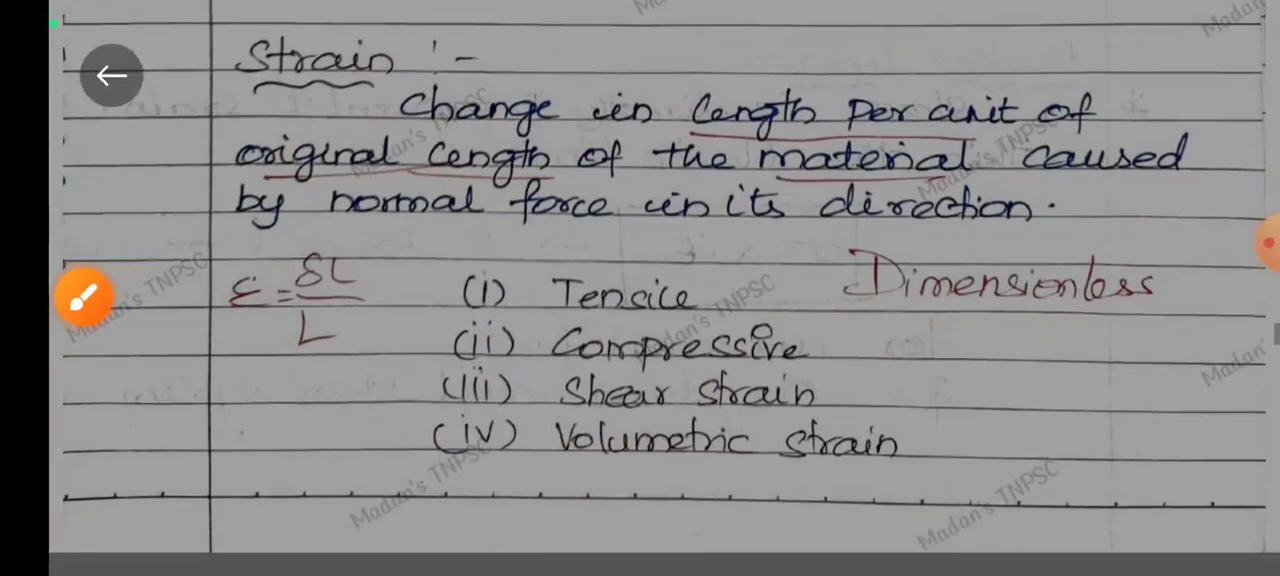 Strain :-
Change in length per unit of
original length of the material caused
by normal force in its direction.
ε = δL / L (i) Tensile Dimensionless
(ii) Compressive
(iii) Shear strain
(iv) Volumetric strain
Madan's TNPSC